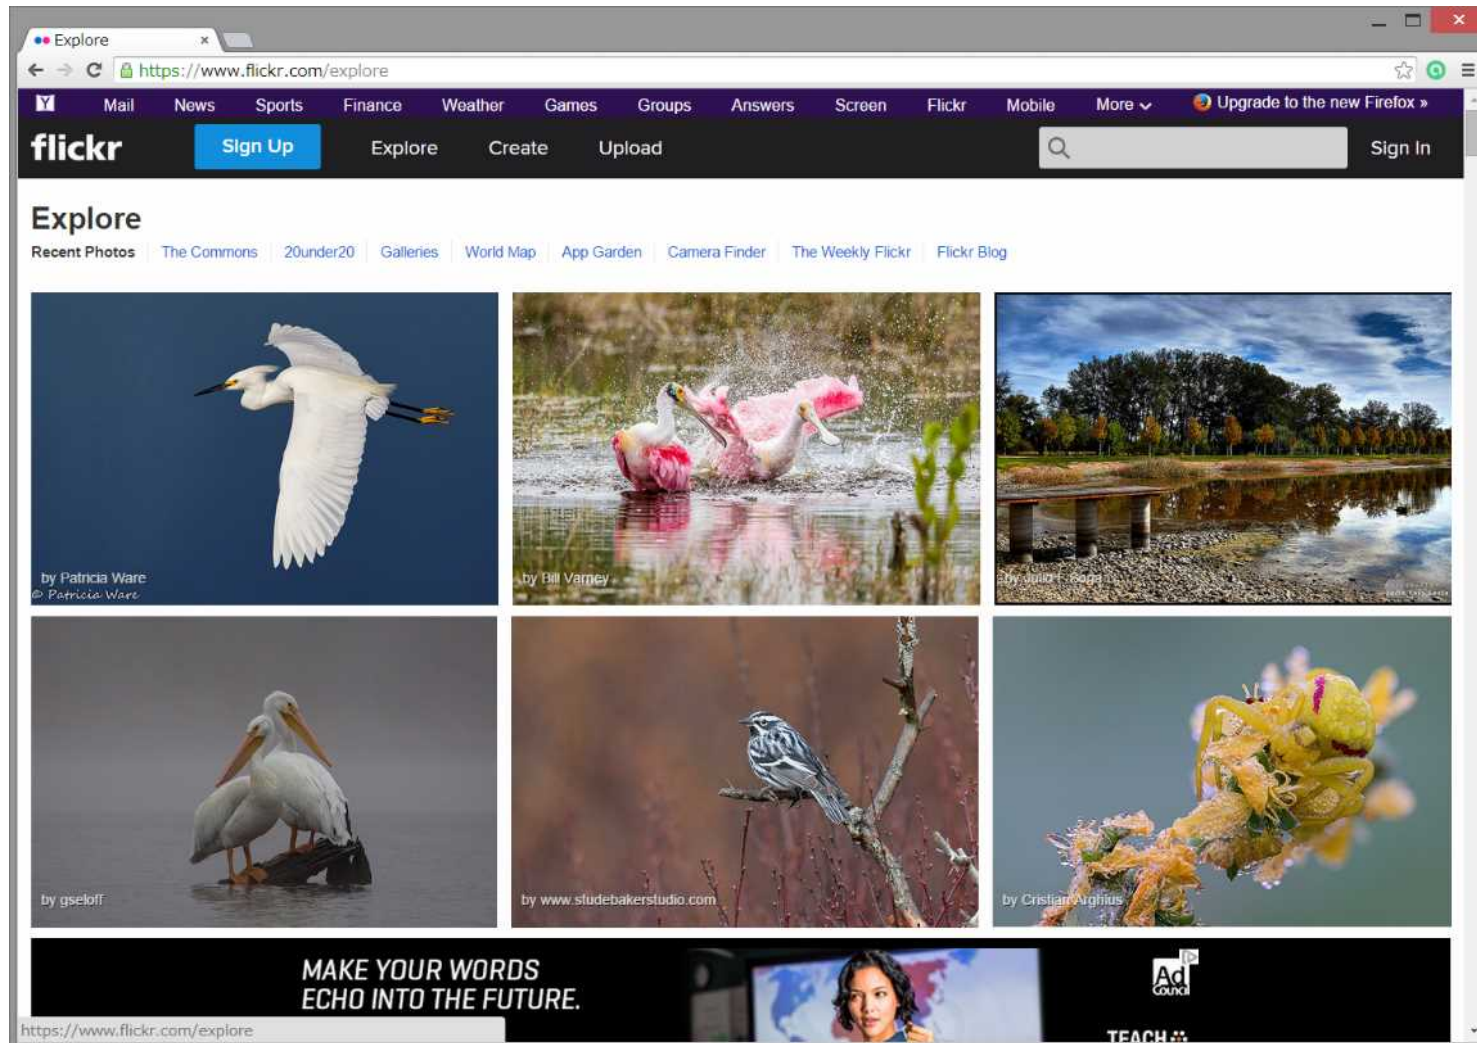 Explore
https://www.flickr.com/explore
Y Mail News Sports Finance Weather Games Groups Answers Screen Flickr Mobile More Upgrade to the new Firefox »
flickr Sign Up Explore Create Upload Sign In
Explore
Recent Photos The Commons 20under20 Galleries World Map App Garden Camera Finder The Weekly Flickr Flickr Blog
by Patricia Ware
© Patricia Ware
by Bill Varney
by Julio F.
by gseloff
by www.studebakerstudio.com
by Cristian Arghius
MAKE YOUR WORDS
ECHO INTO THE FUTURE.
Ad
Council
TEACH
https://www.flickr.com/explore